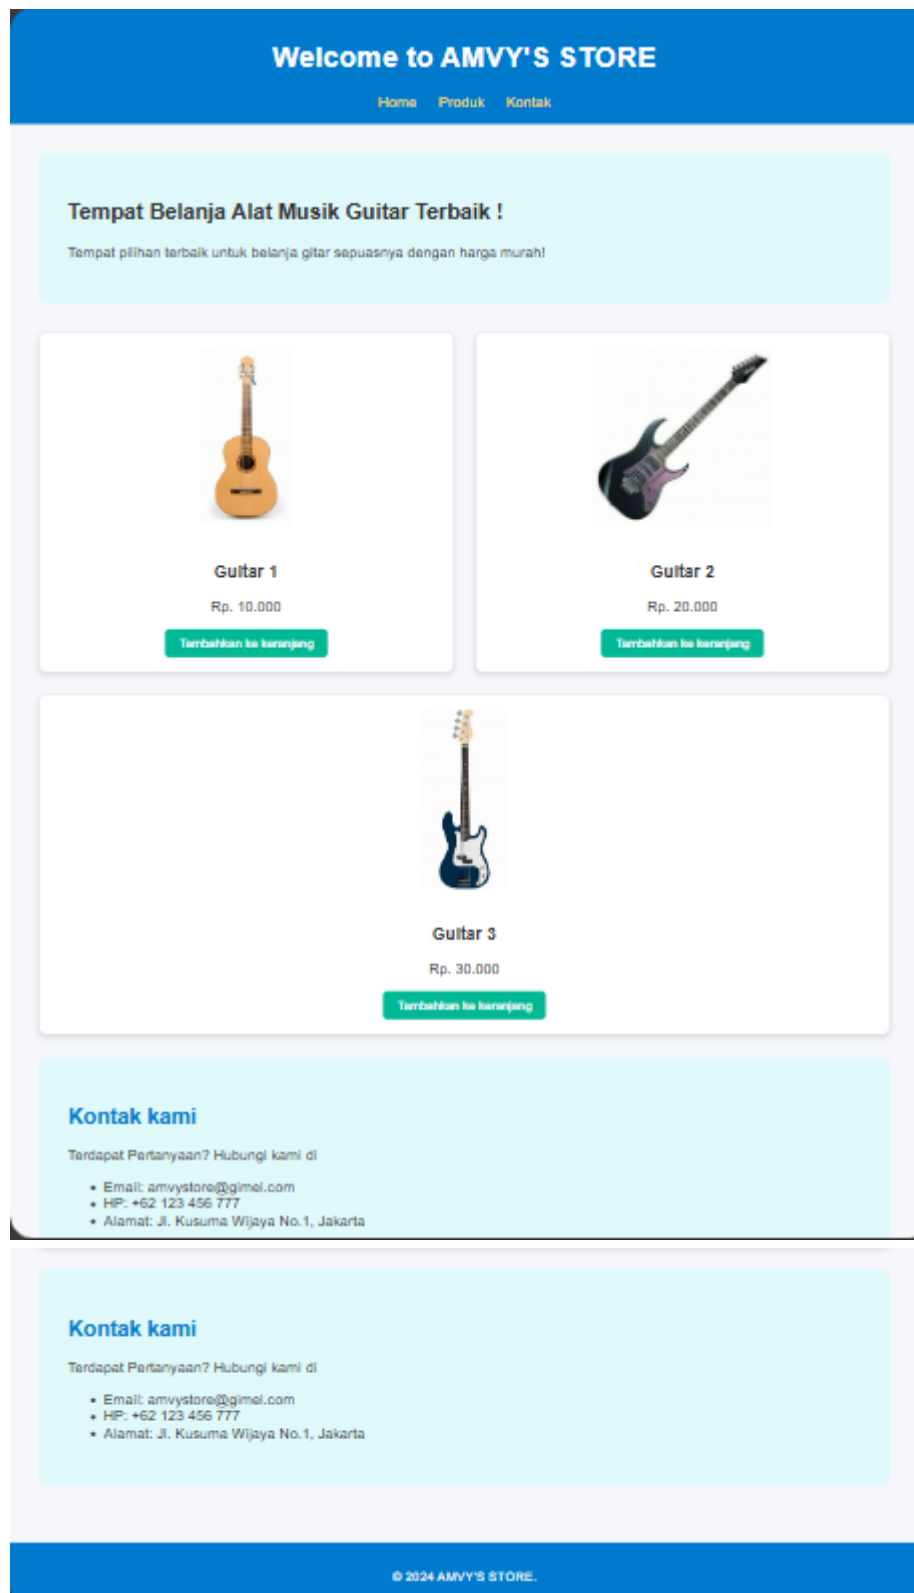 Welcome to AMVY'S STORE
Home Produk Kontak
Tempat Belanja Alat Musik Guitar Terbaik !
Tempat pilihan terbaik untuk belanja gitar sepuasnya dengan harga murah!
Guitar 1
Rp. 10.000
Tambahkan ke keranjang
Guitar 2
Rp. 20.000
Tambahkan ke keranjang
Guitar 3
Rp. 30.000
Tambahkan ke keranjang
Kontak kami
Terdapat Pertanyaan? Hubungi kami di
• Email: amvystore@gimel.com
• HP: +62 123 456 777
• Alamat: Jl. Kusuma Wijaya No.1, Jakarta
Kontak kami
Terdapat Pertanyaan? Hubungi kami di
• Email: amvystore@gimel.com
• HP: +62 123 456 777
• Alamat: Jl. Kusuma Wijaya No.1, Jakarta
© 2024 AMVY'S STORE.